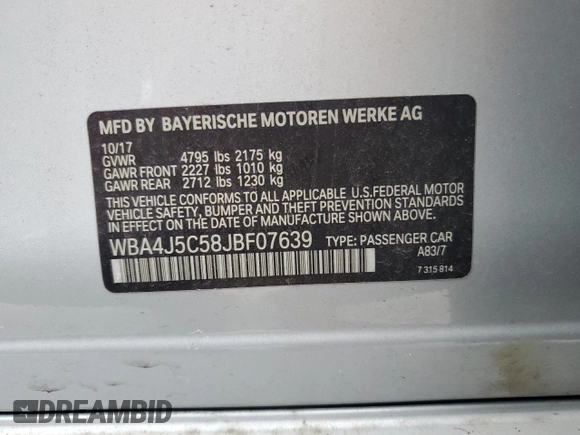 MFD BY BAYERISCHE MOTOREN WERKE AG
10/17
GVWR 4795 lbs 2175 kg
GAWR FRONT 2227 lbs 1010 kg
GAWR REAR 2712 lbs 1230 kg
THIS VEHICLE CONFORMS TO ALL APPLICABLE U.S.FEDERAL MOTOR
VEHICLE SAFETY, BUMPER AND THEFT PREVENTION STANDARDS
IN EFFECT ON THE DATE OF MANUFACTURE SHOWN ABOVE.
WBA4J5C58JBF07639 TYPE: PASSENGER CAR
A83/7
7 315 814
DREAMBID